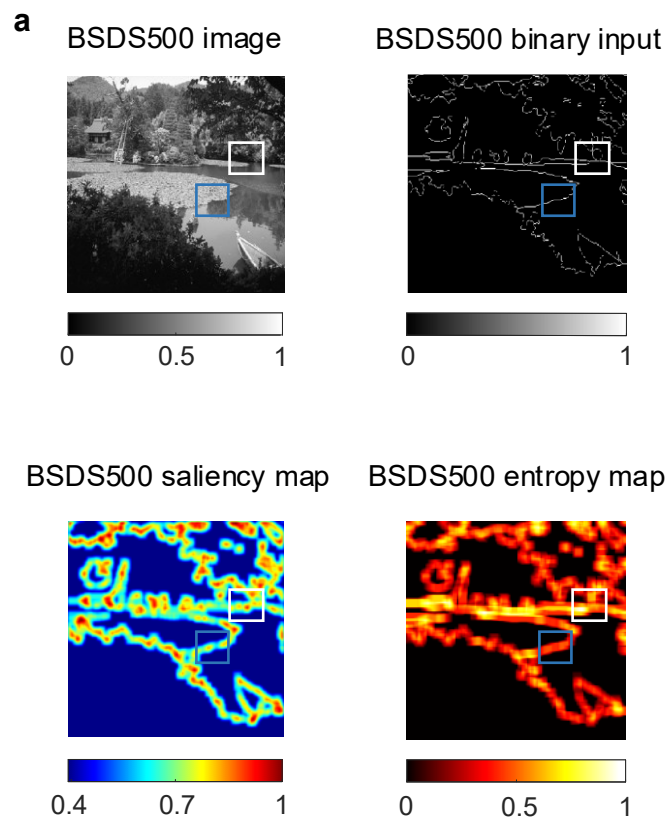 a
BSDS500 image
BSDS500 binary input
0 0.5 1
0 1
BSDS500 saliency map
BSDS500 entropy map
0.4 0.7 1
0 0.5 1